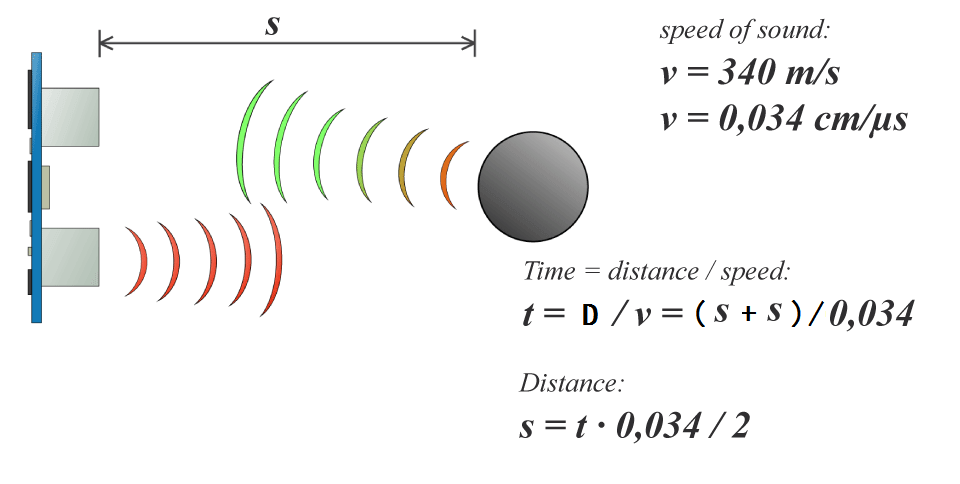 s
speed of sound:
v = 340 m/s
v = 0,034 cm/µs
Time = distance / speed:
t = D / v = ( s + s ) / 0,034
Distance:
s = t · 0,034 / 2